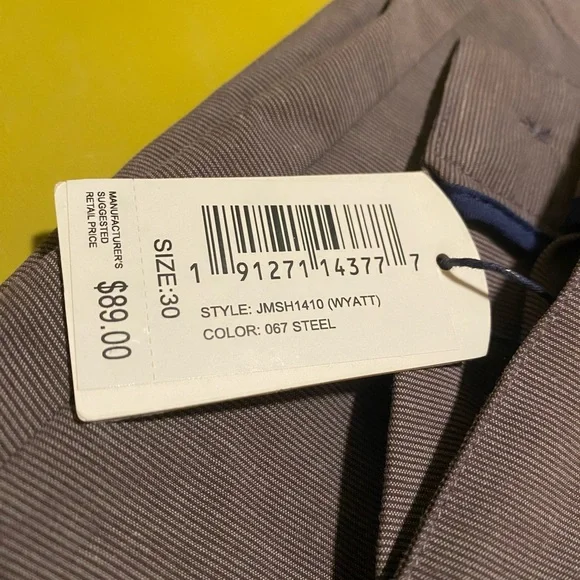 MANUFACTURER'S
SUGGESTED
RETAIL PRICE
$89.00
SIZE:30
1 91271 14377 7
STYLE: JMSH1410 (WYATT)
COLOR: 067 STEEL